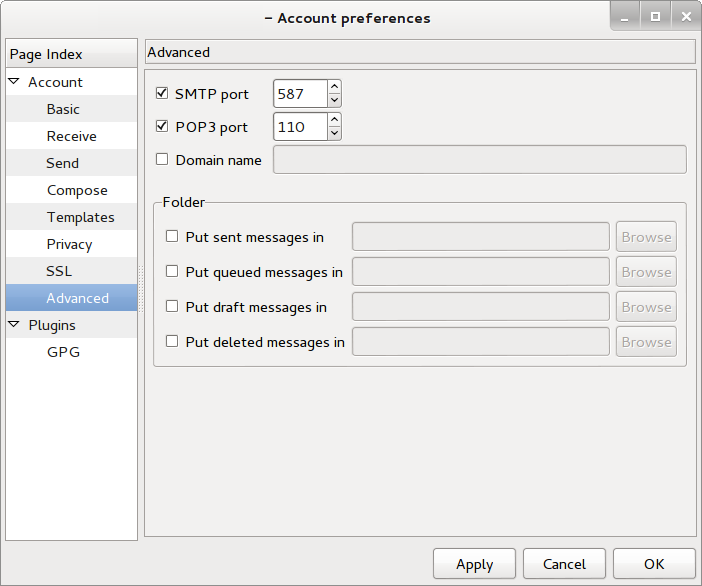 – Account preferences
Page Index
Account
Basic
Receive
Send
Compose
Templates
Privacy
SSL
Advanced
Plugins
GPG
Advanced
SMTP port 587
POP3 port 110
Domain name
Folder
Put sent messages in Browse
Put queued messages in Browse
Put draft messages in Browse
Put deleted messages in Browse
Apply Cancel OK